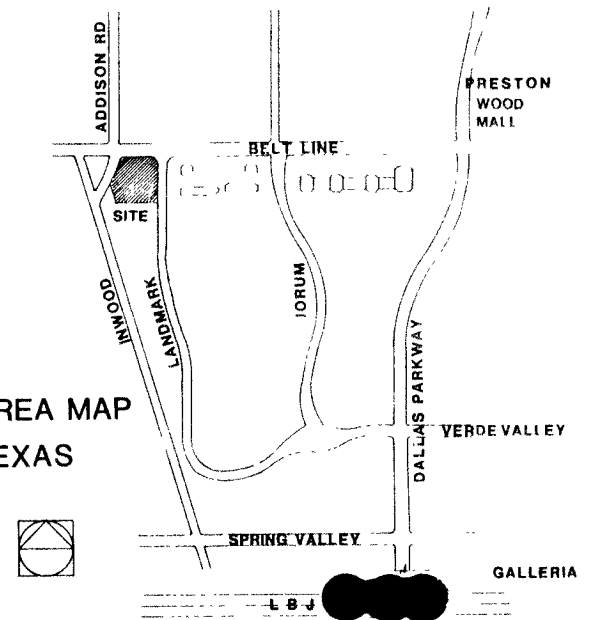 ADDISON RD
PRESTON
WOOD
MALL
BELT LINE
SITE
INWOOD
LANDMARK
IORUM
DALLAS PARKWAY
REA MAP
EXAS
VERDE VALLEY
SPRING VALLEY
GALLERIA
LBJ